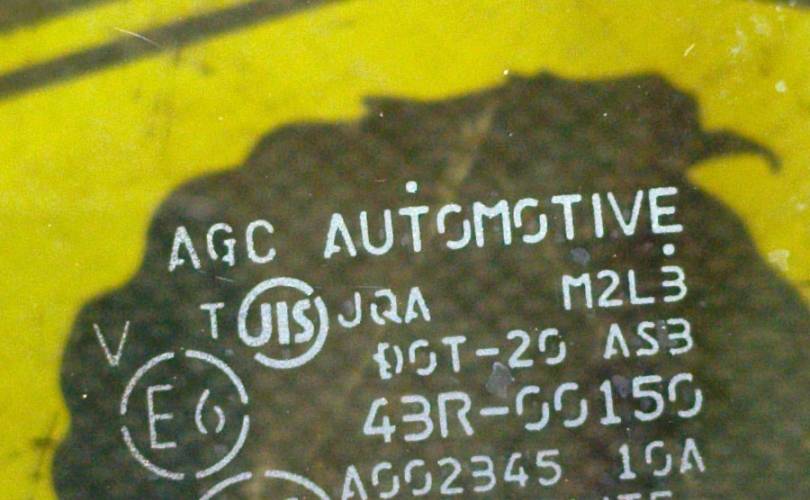 AGC AUTOMOTIVE
M2L3
T JIS JQA
V
DOT-20 AS3
E6
43R-00150
A002345 10A